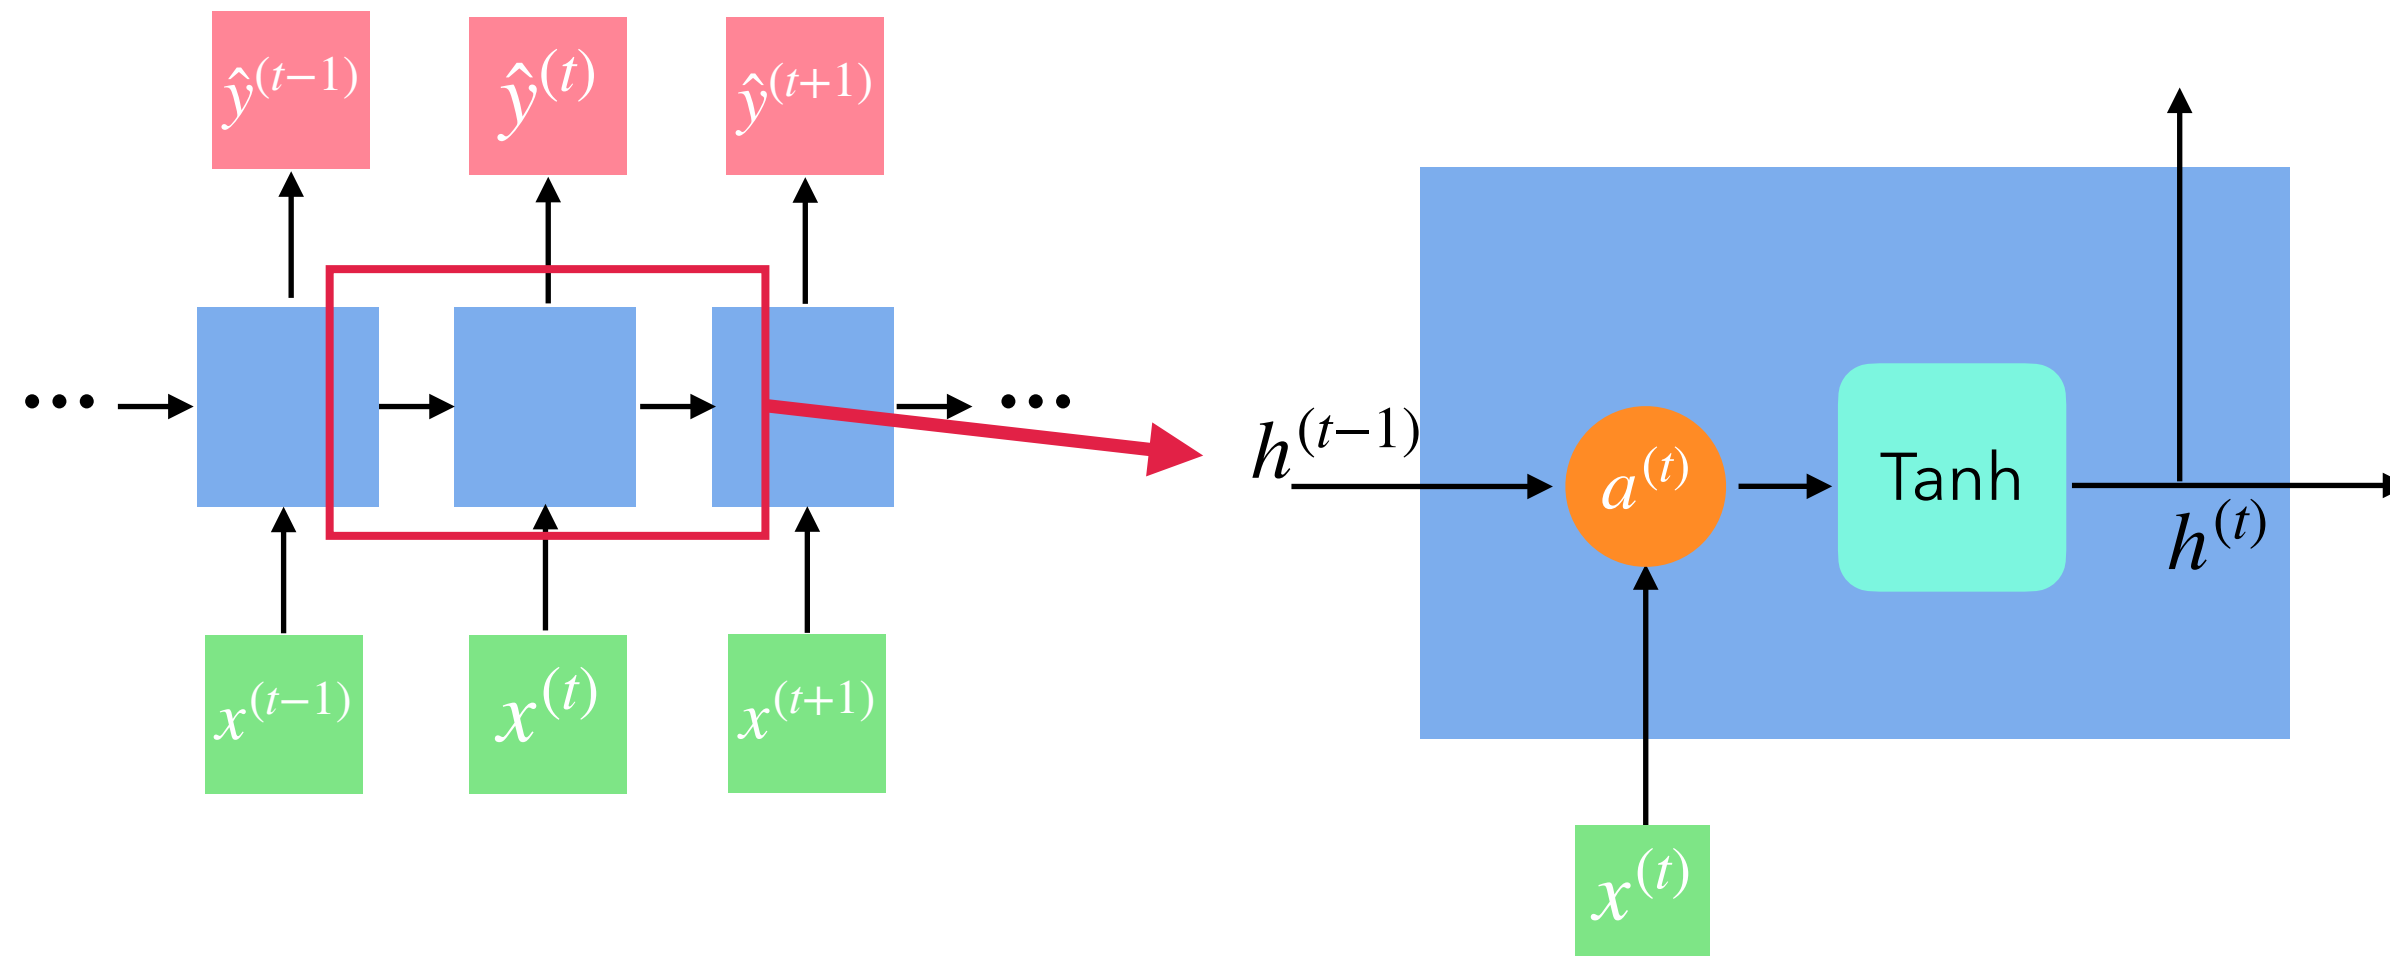 ŷ^(t−1) ŷ^(t) ŷ^(t+1)
••• •••
x^(t−1) x^(t) x^(t+1)
h^(t−1)
a^(t)
Tanh
h^(t)
x^(t)